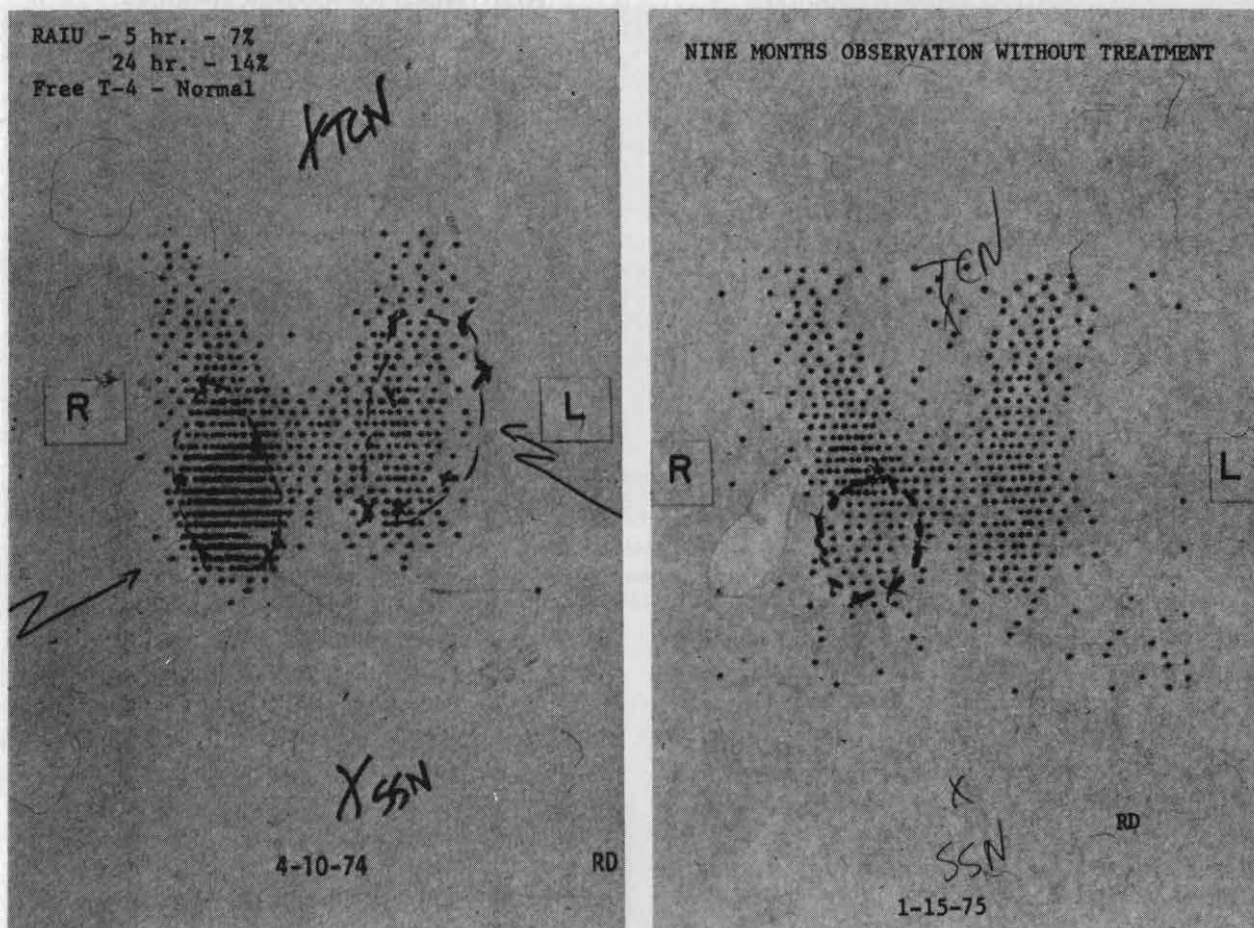 RAIU - 5 hr. - 7%
24 hr. - 14%
Free T-4 - Normal
XTCN
R
L
XSSN
4-10-74
RD
NINE MONTHS OBSERVATION WITHOUT TREATMENT
TCN
X
R
L
X
SSN
RD
1-15-75